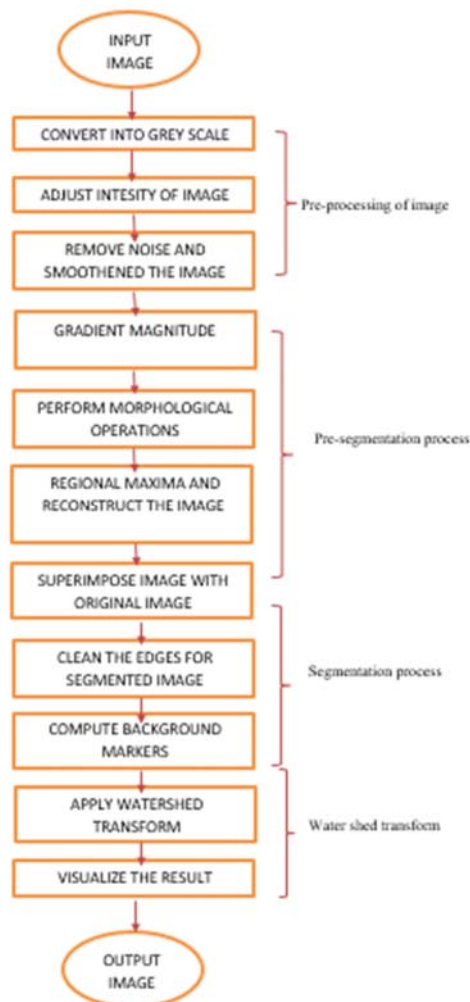 INPUT
IMAGE
CONVERT INTO GREY SCALE
ADJUST INTESITY OF IMAGE
Pre-processing of image
REMOVE NOISE AND
SMOOTHENED THE IMAGE
GRADIENT MAGNITUDE
PERFORM MORPHOLOGICAL
OPERATIONS
Pre-segmentation process
REGIONAL MAXIMA AND
RECONSTRUCT THE IMAGE
SUPERIMPOSE IMAGE WITH
ORIGINAL IMAGE
CLEAN THE EDGES FOR
SEGMENTED IMAGE
Segmentation process
COMPUTE BACKGROUND
MARKERS
APPLY WATERSHED
TRANSFORM
Water shed transform
VISUALIZE THE RESULT
OUTPUT
IMAGE